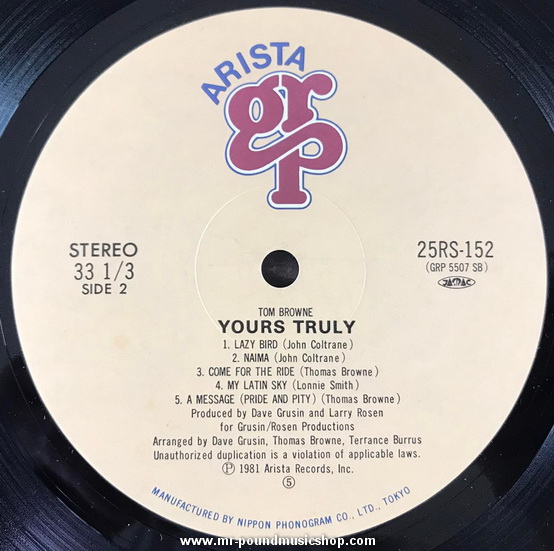 ARISTA
grp
STEREO
33 1/3
SIDE 2
25RS-152
(GRP 5507 SB)
JASRAC
TOM BROWNE
YOURS TRULY
1. LAZY BIRD (John Coltrane)
2. NAIMA (John Coltrane)
3. COME FOR THE RIDE (Thomas Browne)
4. MY LATIN SKY (Lonnie Smith)
5. A MESSAGE (PRIDE AND PITY) (Thomas Browne)
Produced by Dave Grusin and Larry Rosen
for Grusin/Rosen Productions
Arranged by Dave Grusin, Thomas Browne, Terrance Burrus
Unauthorized duplication is a violation of applicable laws.
Ⓟ 1981 Arista Records, Inc.
⑤
MANUFACTURED BY NIPPON PHONOGRAM CO., LTD., TOKYO
www.mr-poundmusicshop.com